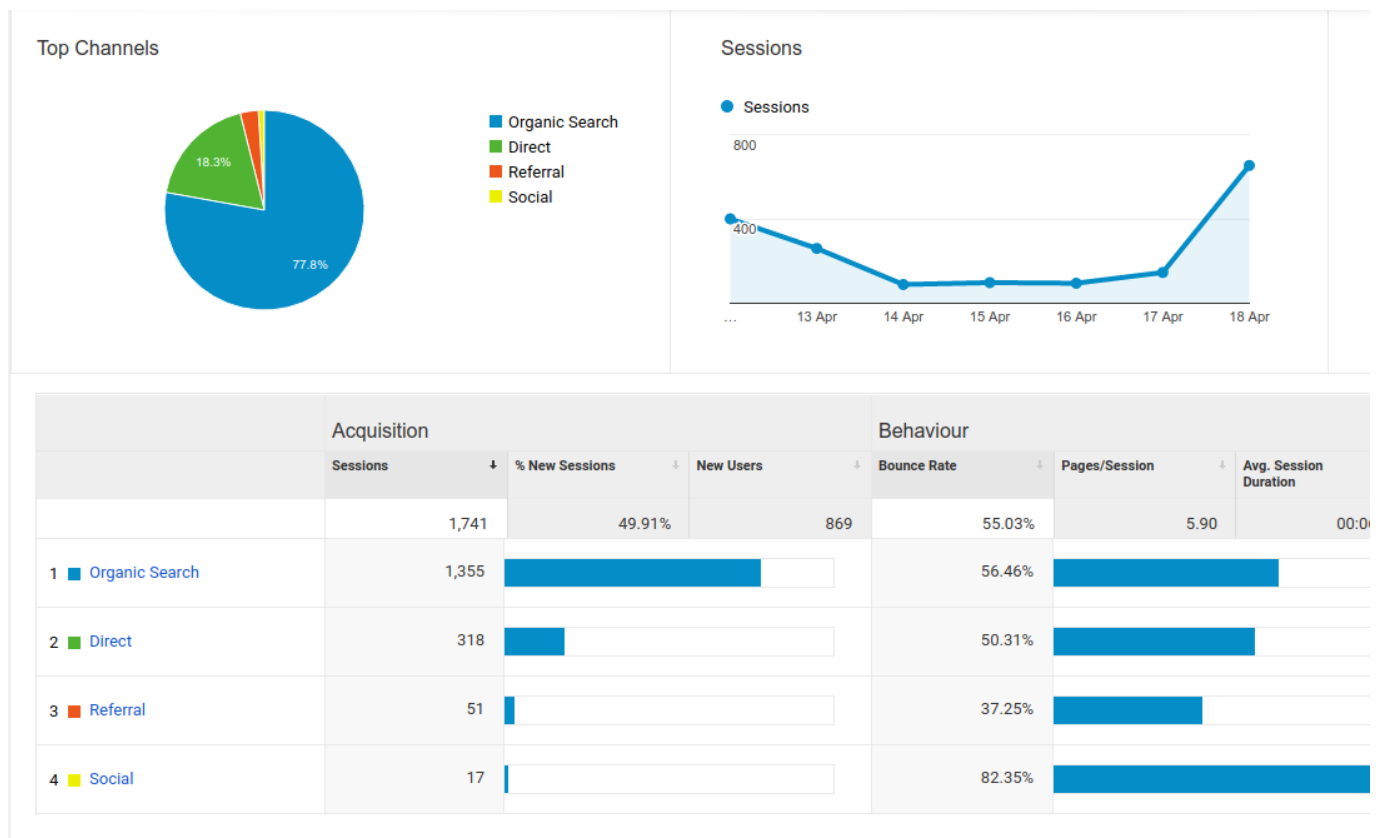 Top Channels
18.3%
77.8%
Organic Search
Direct
Referral
Social
Sessions
Sessions
800
400
... 13 Apr 14 Apr 15 Apr 16 Apr 17 Apr 18 Apr
Acquisition Behaviour
Sessions % New Sessions New Users Bounce Rate Pages/Session Avg. Session
Duration
1,741 49.91% 869 55.03% 5.90
1 Organic Search 1,355 56.46%
2 Direct 318 50.31%
3 Referral 51 37.25%
4 Social 17 82.35%